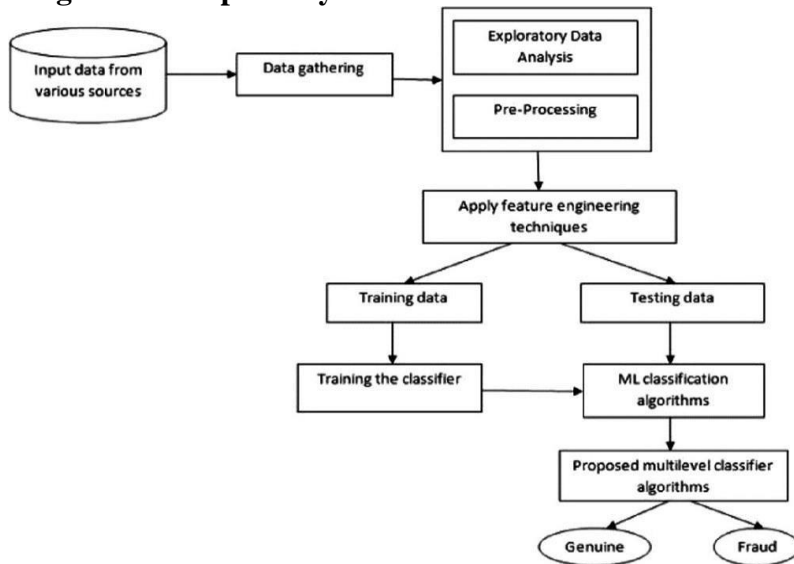 Input data from
various sources
Data gathering
Exploratory Data
Analysis
Pre-Processing
Apply feature engineering
techniques
Training data
Testing data
Training the classifier
ML classification
algorithms
Proposed multilevel classifier
algorithms
Genuine
Fraud